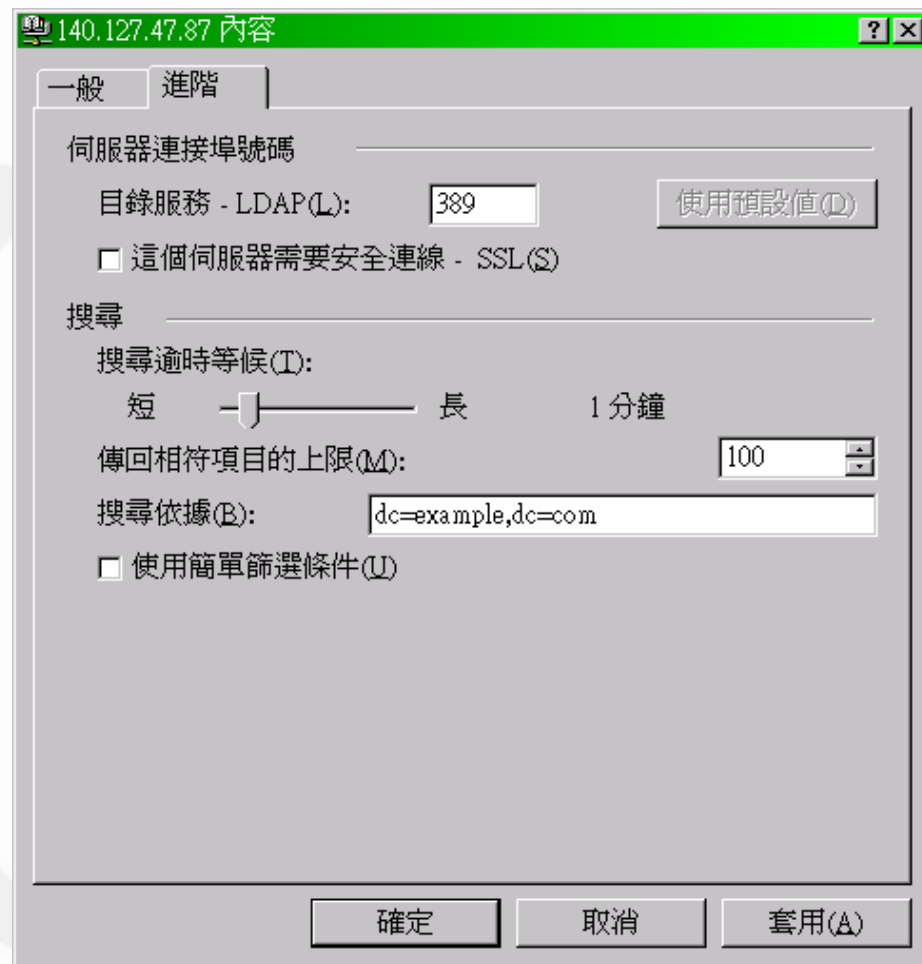 140.127.47.87 內容
一般 進階
伺服器連接埠號碼
目錄服務 - LDAP(L): 389 使用預設值(D)
這個伺服器需要安全連線 - SSL(S)
搜尋
搜尋逾時等候(T):
短 長 1 分鐘
傳回相符項目的上限(M): 100
搜尋依據(B): dc=example,dc=com
使用簡單篩選條件(U)
確定 取消 套用(A)